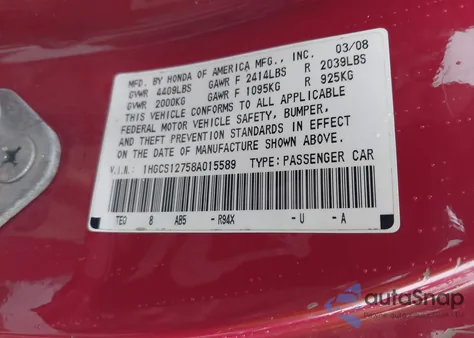 MFD. BY HONDA OF AMERICA MFG., INC. 03/08
GVWR 4409LBS GAWR F 2414LBS R 2039LBS
GVWR 2000KG GAWR F 1095KG R 925KG
THIS VEHICLE CONFORMS TO ALL APPLICABLE
FEDERAL MOTOR VEHICLE SAFETY, BUMPER,
AND THEFT PREVENTION STANDARDS IN EFFECT
ON THE DATE OF MANUFACTURE SHOWN ABOVE.
V.I.N.: 1HGCS12758A015589 TYPE: PASSENGER CAR
TEG 8 AB5 - R94X - U - A
autosnap